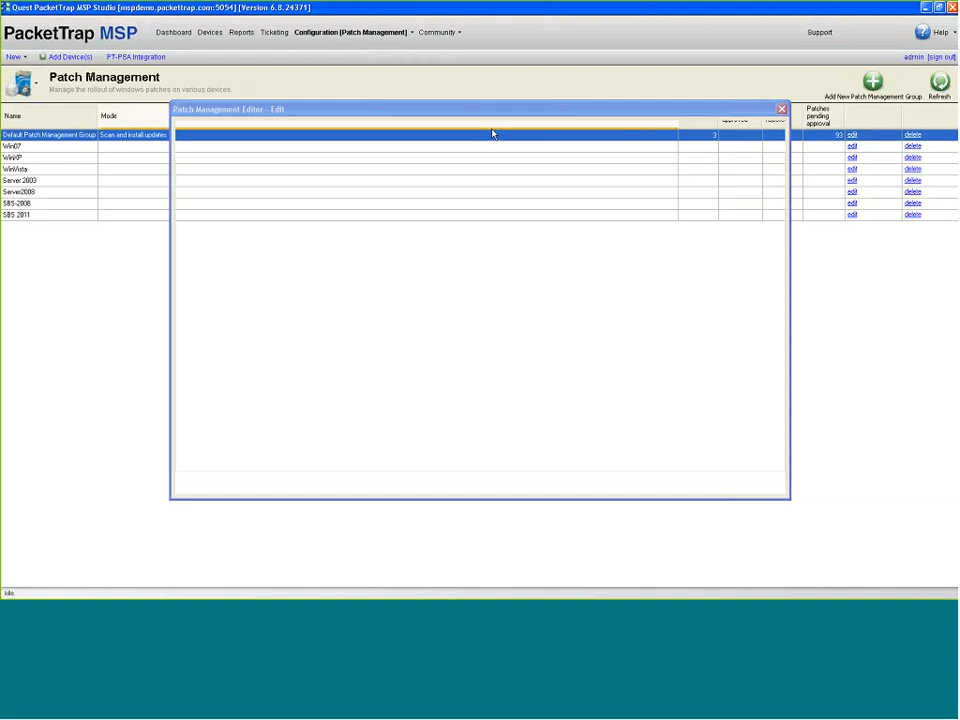 Quest PacketTrap MSP Studio [mspdemo.packettrap.com:5054] [Version 6.8.24371]
PacketTrap MSP Dashboard Devices Reports Ticketing Configuration [Patch Management] Community Support Help
New Add Device(s) PT-PSA Integration admin [sign out]
Patch Management
Manage the rollout of windows patches on various devices.
Add New Patch Management Group Refresh
Name Mode Patches pending approval
Patch Management Editor - Edit
Default Patch Management Group Scan and install updates 3 93 edit delete
Win07 edit delete
WinXP edit delete
WinVista edit delete
Server 2003 edit delete
Server2008 edit delete
SBS-2008 edit delete
SBS 2011 edit delete
Idle